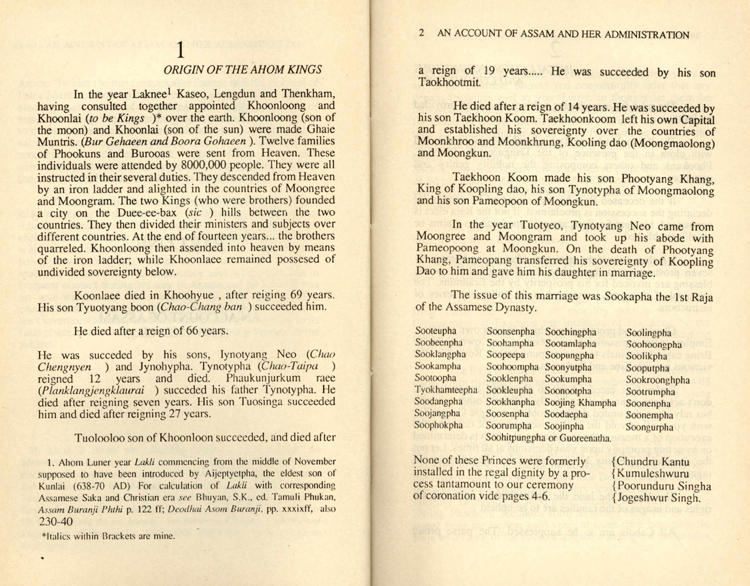 1
ORIGIN OF THE AHOM KINGS
In the year Laknee1 Kaseo, Lengdun and Thenkham,
having consulted together appointed Khoonloong and
Khoonlai (to be Kings )* over the earth. Khoonloong (son of
the moon) and Khoonlai (son of the sun) were made Ghaie
Muntris. (Bur Gehaeen and Boora Gohaeen ). Twelve families
of Phookuns and Burooas were sent from Heaven. These
individuals were attended by 8000,000 people. They were all
instructed in their several duties. They descended from Heaven
by an iron ladder and alighted in the countries of Moongree
and Moongram. The two Kings (who were brothers) founded
a city on the Duee-ee-bax (sic ) hills between the two
countries. They then divided their ministers and subjects over
different countries. At the end of fourteen years... the brothers
quarreled. Khoonloong then assended into heaven by means
of the iron ladder; while Khoonlaee remained possesed of
undivided sovereignty below.
Koonlaee died in Khoohyue , after reiging 69 years.
His son Tyuotyang boon (Chao-Chang ban ) succeeded him.
He died after a reign of 66 years.
He was succeded by his sons, Iynotyang Neo (Chao
Chengnyen ) and Jynohypha. Tynotypha (Chao-Taipa )
reigned 12 years and died. Phaukunjurkum raee
(Planklangjengklaurai ) succeded his father Tynotypha. He
died after reigning seven years. His son Tuosinga succeeded
him and died after reigning 27 years.
Tuolooloo son of Khoonloon succeeded, and died after
1. Ahom Luner year Lakli commencing from the middle of November
supposed to have been introduced by Aijeptyetpha, the eldest son of
Kunlai (638-70 AD) For calculation of Lakli with corresponding
Assamese Saka and Christian era see Bhuyan, S.K., ed. Tamuli Phukan,
Assam Buranji Phthi p. 122 ff; Deodhai Asom Buranji, pp. xxxixff, also
230-40
*Italics within Brackets are mine.
2 AN ACCOUNT OF ASSAM AND HER ADMINISTRATION
a reign of 19 years..... He was succeeded by his son
Taokhootmit.
He died after a reign of 14 years. He was succeeded by
his son Taekhoon Koom. Taekhoonkoom left his own Capital
and established his sovereignty over the countries of
Moonkhroo and Moonkhrung, Kooling dao (Moongmaolong)
and Moongkun.
Taekhoon Koom made his son Phootyang Khang,
King of Koopling dao, his son Tynotypha of Moongmaolong
and his son Pameopoon of Moongkun.
In the year Tuotyeo, Tynotyang Neo came from
Moongree and Moongram and took up his abode with
Pameopoong at Moongkun. On the death of Phootyang
Khang, Pameopang transferred his sovereignty of Koopling
Dao to him and gave him his daughter in marriage.
The issue of this marriage was Sookapha the 1st Raja
of the Assamese Dynasty.
Sooteupha Soonsenpha Soochingpha Soolingpha
Soobeenpha Soohampha Sootamlapha Soohoongpha
Sooklangpha Soopeepa Soopungpha Soolikpha
Sookampha Soohoompha Soonyutpha Sooputpha
Sootoopha Sooklenpha Sookumpha Sookroonghpha
Tyokhamteepha Sookleupha Soonootpha Sootrumpha
Soodangpha Sookhanpha Soojing Khampha Soonenpha
Soojangpha Soosenpha Soodaepha Soonempha
Soophokpha Soorumpha Soojinpha Soongurpha
Soohitpungpha or Guoreenatha.
None of these Princes were formerly {Chundru Kantu
installed in the regal dignity by a pro- {Kumuleshwuru
cess tantamount to our ceremony {Poorunduru Singha
of coronation vide pages 4-6. {Jogeshwur Singh.